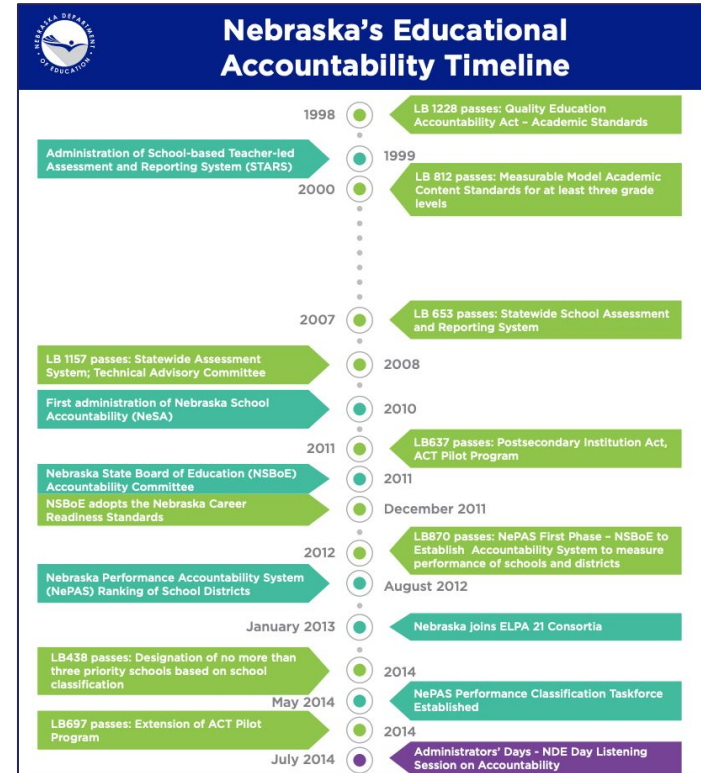 NEBRASKA DEPARTMENT
OF EDUCATION
Nebraska's Educational
Accountability Timeline
1998
LB 1228 passes: Quality Education
Accountability Act – Academic Standards
Administration of School-based Teacher-led
Assessment and Reporting System (STARS)
1999
2000
LB 812 passes: Measurable Model Academic
Content Standards for at least three grade
levels
2007
LB 653 passes: Statewide School Assessment
and Reporting System
LB 1157 passes: Statewide Assessment
System; Technical Advisory Committee
2008
First administration of Nebraska School
Accountability (NeSA)
2010
2011
LB637 passes: Postsecondary Institution Act,
ACT Pilot Program
Nebraska State Board of Education (NSBoE)
Accountability Committee
2011
NSBoE adopts the Nebraska Career
Readiness Standards
December 2011
2012
LB870 passes: NePAS First Phase – NSBoE to
Establish Accountability System to measure
performance of schools and districts
Nebraska Performance Accountability System
(NePAS) Ranking of School Districts
August 2012
January 2013
Nebraska joins ELPA 21 Consortia
LB438 passes: Designation of no more than
three priority schools based on school
classification
2014
May 2014
NePAS Performance Classification Taskforce
Established
LB697 passes: Extension of ACT Pilot
Program
2014
July 2014
Administrators' Days - NDE Day Listening
Session on Accountability